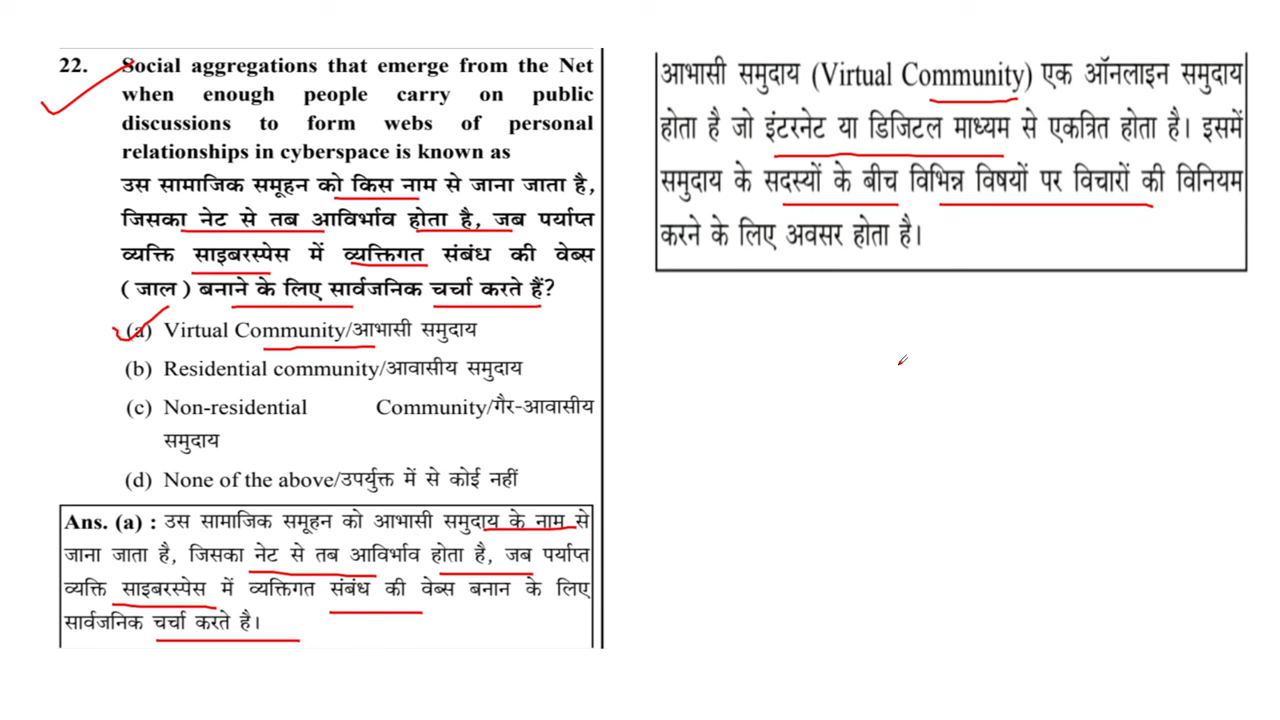 22. Social aggregations that emerge from the Net
when enough people carry on public
discussions to form webs of personal
relationships in cyberspace is known as
उस सामाजिक समूहन को किस नाम से जाना जाता है,
जिसका नेट से तब आविर्भाव होता है, जब पर्याप्त
व्यक्ति साइबरस्पेस में व्यक्तिगत संबंध की वेब्स
(जाल) बनाने के लिए सार्वजनिक चर्चा करते हैं?
(a) Virtual Community/आभासी समुदाय
(b) Residential community/आवासीय समुदाय
(c) Non-residential Community/गैर-आवासीय
समुदाय
(d) None of the above/उपर्युक्त में से कोई नहीं
Ans. (a) : उस सामाजिक समूहन को आभासी समुदाय के नाम से
जाना जाता है, जिसका नेट से तब आविर्भाव होता है, जब पर्याप्त
व्यक्ति साइबरस्पेस में व्यक्तिगत संबंध की वेब्स बनान के लिए
सार्वजनिक चर्चा करते है।
आभासी समुदाय (Virtual Community) एक ऑनलाइन समुदाय
होता है जो इंटरनेट या डिजिटल माध्यम से एकत्रित होता है। इसमें
समुदाय के सदस्यों के बीच विभिन्न विषयों पर विचारों की विनियम
करने के लिए अवसर होता है।